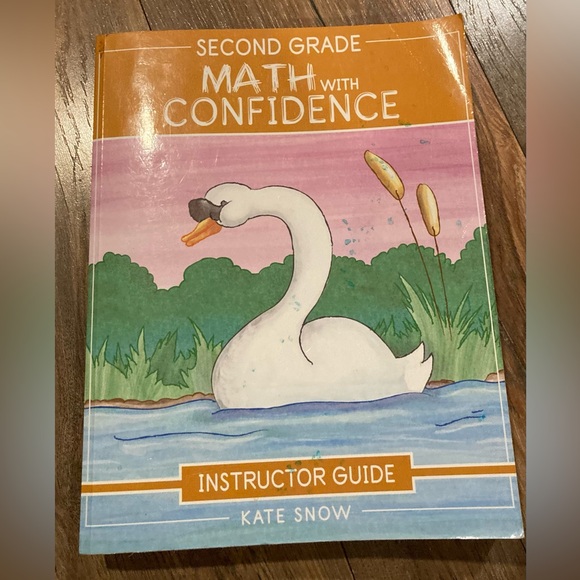 SECOND GRADE
MATH WITH
CONFIDENCE
INSTRUCTOR GUIDE
KATE SNOW